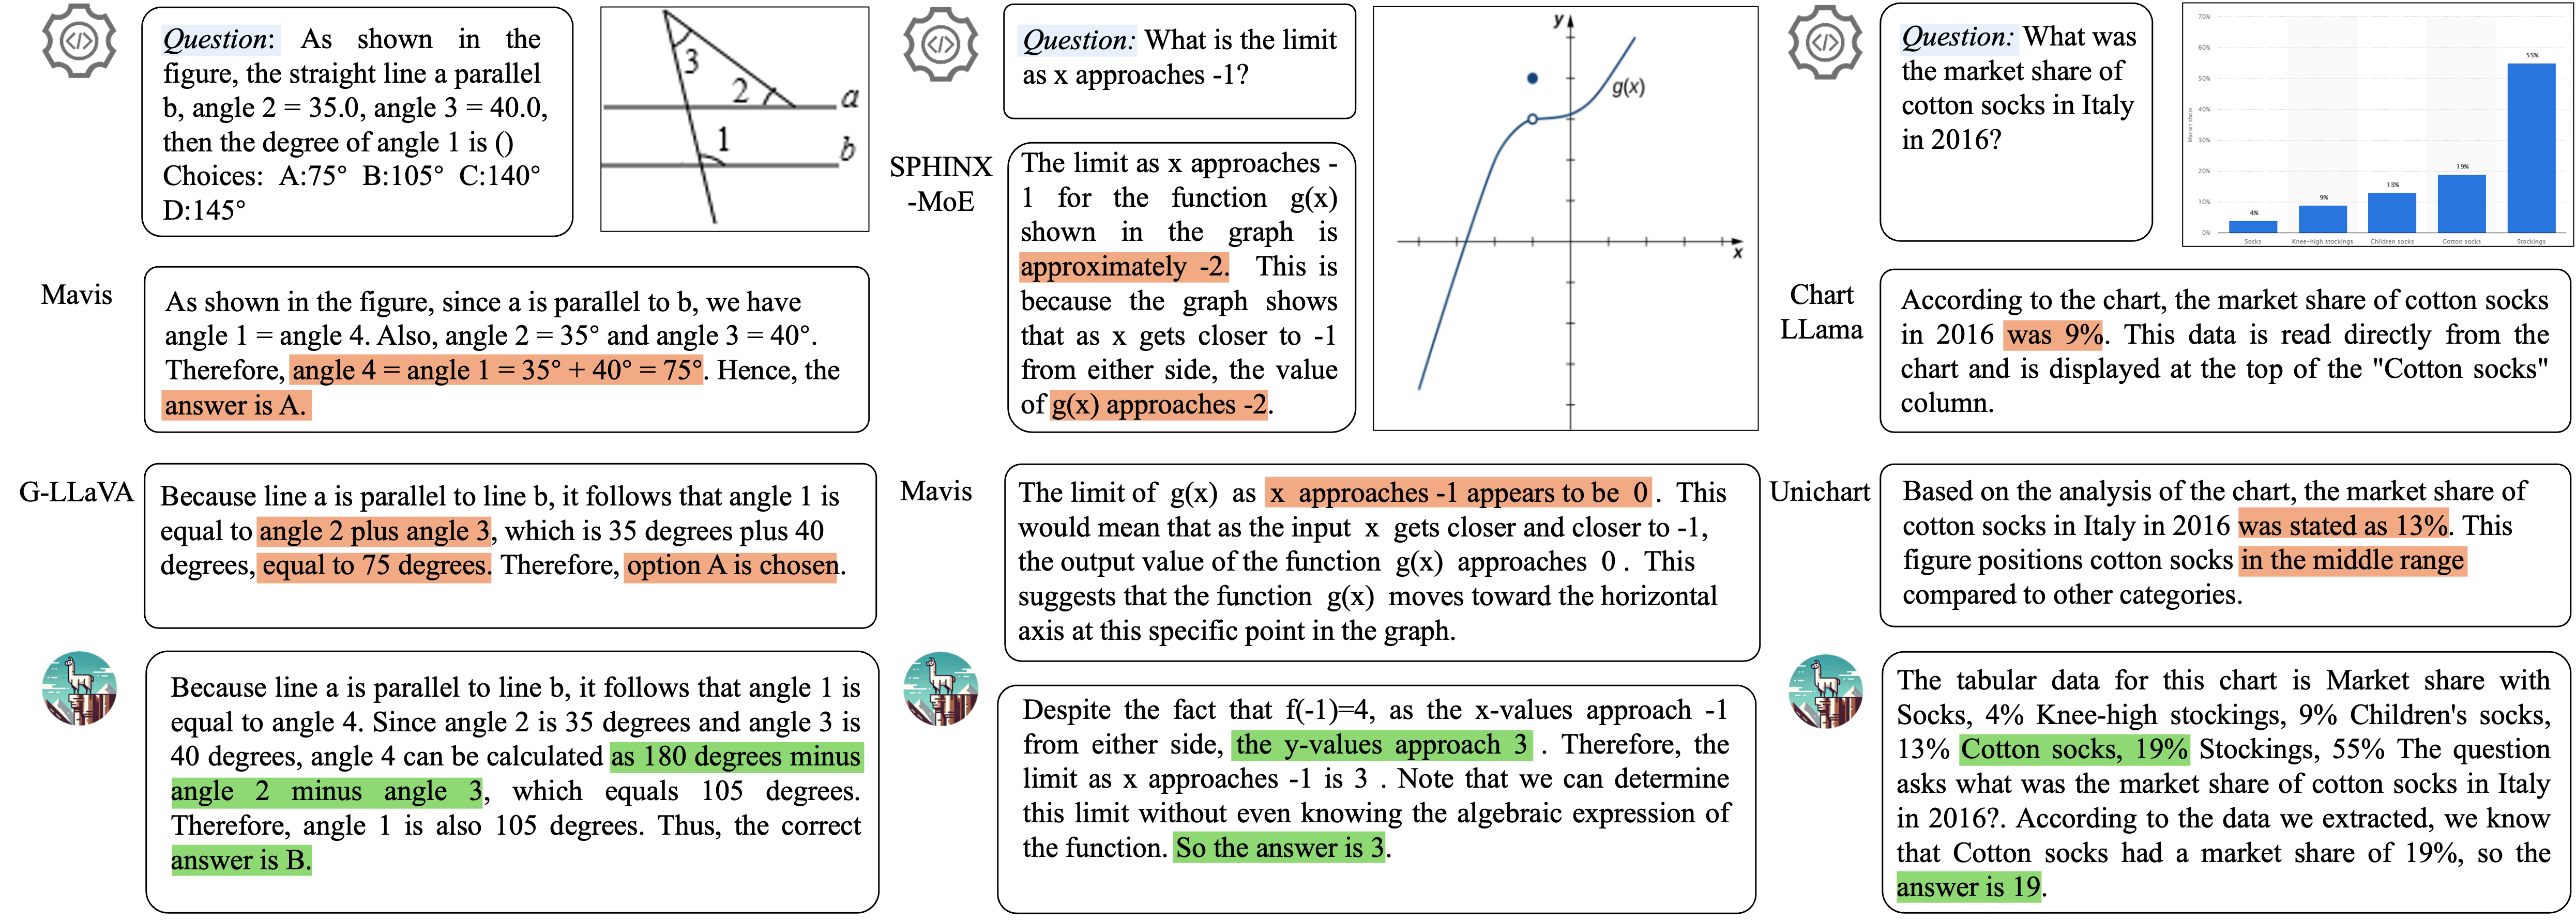 Question: As shown in the
figure, the straight line a parallel
b, angle 2 = 35.0, angle 3 = 40.0,
then the degree of angle 1 is ()
Choices: A:75° B:105° C:140°
D:145°
3
2
a
1
b
Mavis
As shown in the figure, since a is parallel to b, we have
angle 1 = angle 4. Also, angle 2 = 35° and angle 3 = 40°.
Therefore, angle 4 = angle 1 = 35° + 40° = 75°. Hence, the
answer is A.
G-LLaVA
Because line a is parallel to line b, it follows that angle 1 is
equal to angle 2 plus angle 3, which is 35 degrees plus 40
degrees, equal to 75 degrees. Therefore, option A is chosen.
Because line a is parallel to line b, it follows that angle 1 is
equal to angle 4. Since angle 2 is 35 degrees and angle 3 is
40 degrees, angle 4 can be calculated as 180 degrees minus
angle 2 minus angle 3, which equals 105 degrees.
Therefore, angle 1 is also 105 degrees. Thus, the correct
answer is B.
Question: What is the limit
as x approaches -1?
y
g(x)
x
SPHINX
-MoE
The limit as x approaches -
1 for the function g(x)
shown in the graph is
approximately -2. This is
because the graph shows
that as x gets closer to -1
from either side, the value
of g(x) approaches -2.
Mavis
The limit of g(x) as x approaches -1 appears to be 0 . This
would mean that as the input x gets closer and closer to -1,
the output value of the function g(x) approaches 0 . This
suggests that the function g(x) moves toward the horizontal
axis at this specific point in the graph.
Despite the fact that f(-1)=4, as the x-values approach -1
from either side, the y-values approach 3 . Therefore, the
limit as x approaches -1 is 3 . Note that we can determine
this limit without even knowing the algebraic expression of
the function. So the answer is 3.
Question: What was
the market share of
cotton socks in Italy
in 2016?
70%
60%
50%
40%
30%
20%
10%
0%
Market share
4%
9%
13%
19%
55%
Socks
Knee-high stockings
Children socks
Cotton socks
Stockings
Chart
LLama
According to the chart, the market share of cotton socks
in 2016 was 9%. This data is read directly from the
chart and is displayed at the top of the "Cotton socks"
column.
Unichart
Based on the analysis of the chart, the market share of
cotton socks in Italy in 2016 was stated as 13%. This
figure positions cotton socks in the middle range
compared to other categories.
The tabular data for this chart is Market share with
Socks, 4% Knee-high stockings, 9% Children's socks,
13% Cotton socks, 19% Stockings, 55% The question
asks what was the market share of cotton socks in Italy
in 2016?. According to the data we extracted, we know
that Cotton socks had a market share of 19%, so the
answer is 19.